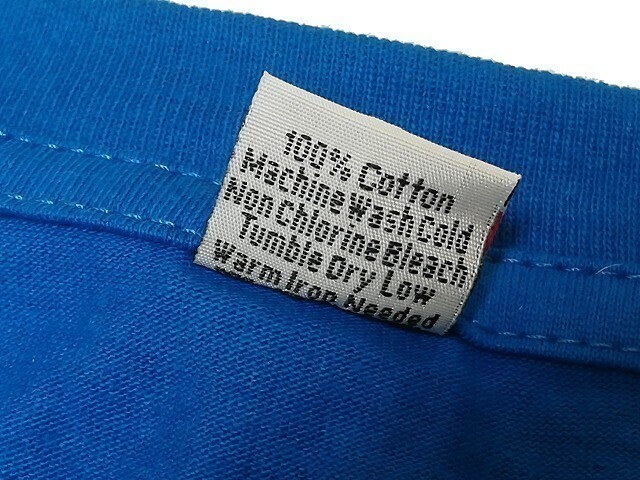 100% Cotton
Machine Wash Cold
Non Chlorine Bleach
Tumble Dry Low
Warm Iron Needed